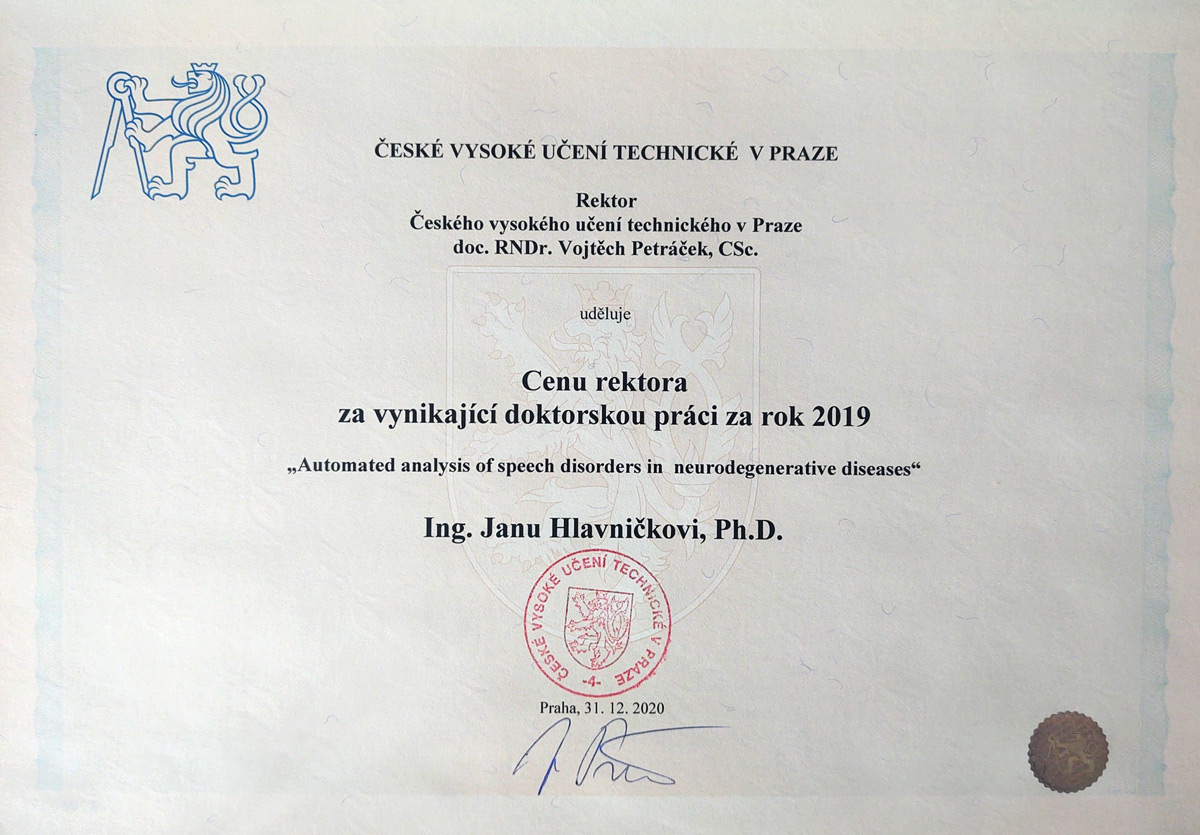 ČESKÉ VYSOKÉ UČENÍ TECHNICKÉ V PRAZE
Rektor
Českého vysokého učení technického v Praze
doc. RNDr. Vojtěch Petráček, CSc.
uděluje
Cenu rektora
za vynikající doktorskou práci za rok 2019
„Automated analysis of speech disorders in neurodegenerative diseases“
Ing. Janu Hlavničkovi, Ph.D.
ČESKÉ VYSOKÉ UČENÍ TECHNICKÉ V PRAZE
-4-
Praha, 31. 12. 2020